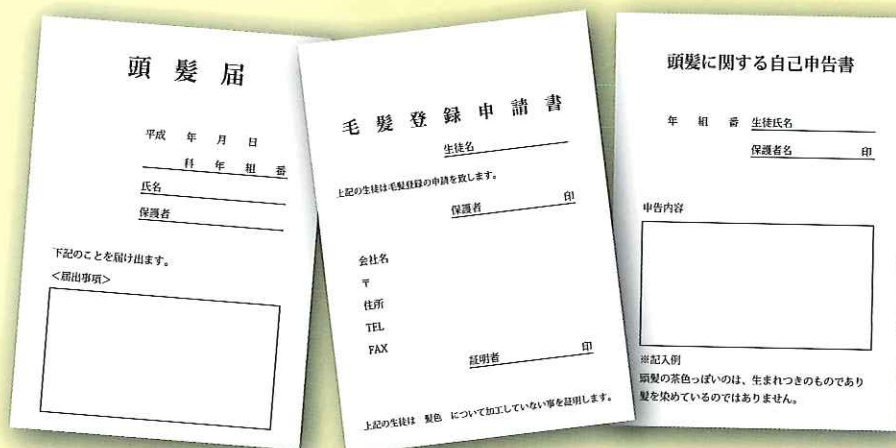 頭髪届
平成 年 月 日
科 年 組 番
氏名
保護者
下記のことを届け出ます。
＜届出事項＞
毛髪登録申請書
生徒名
上記の生徒は毛髪登録の申請を致します。
保護者 印
会社名
〒
住所
TEL
FAX
証明者 印
上記の生徒は 髪色 について加工していない事を証明します。
頭髪に関する自己申告書
年 組 番 生徒氏名
保護者名 印
申告内容
※記入例
頭髪の茶色っぽいのは、生まれつきのものであり
髪を染めているのではありません。